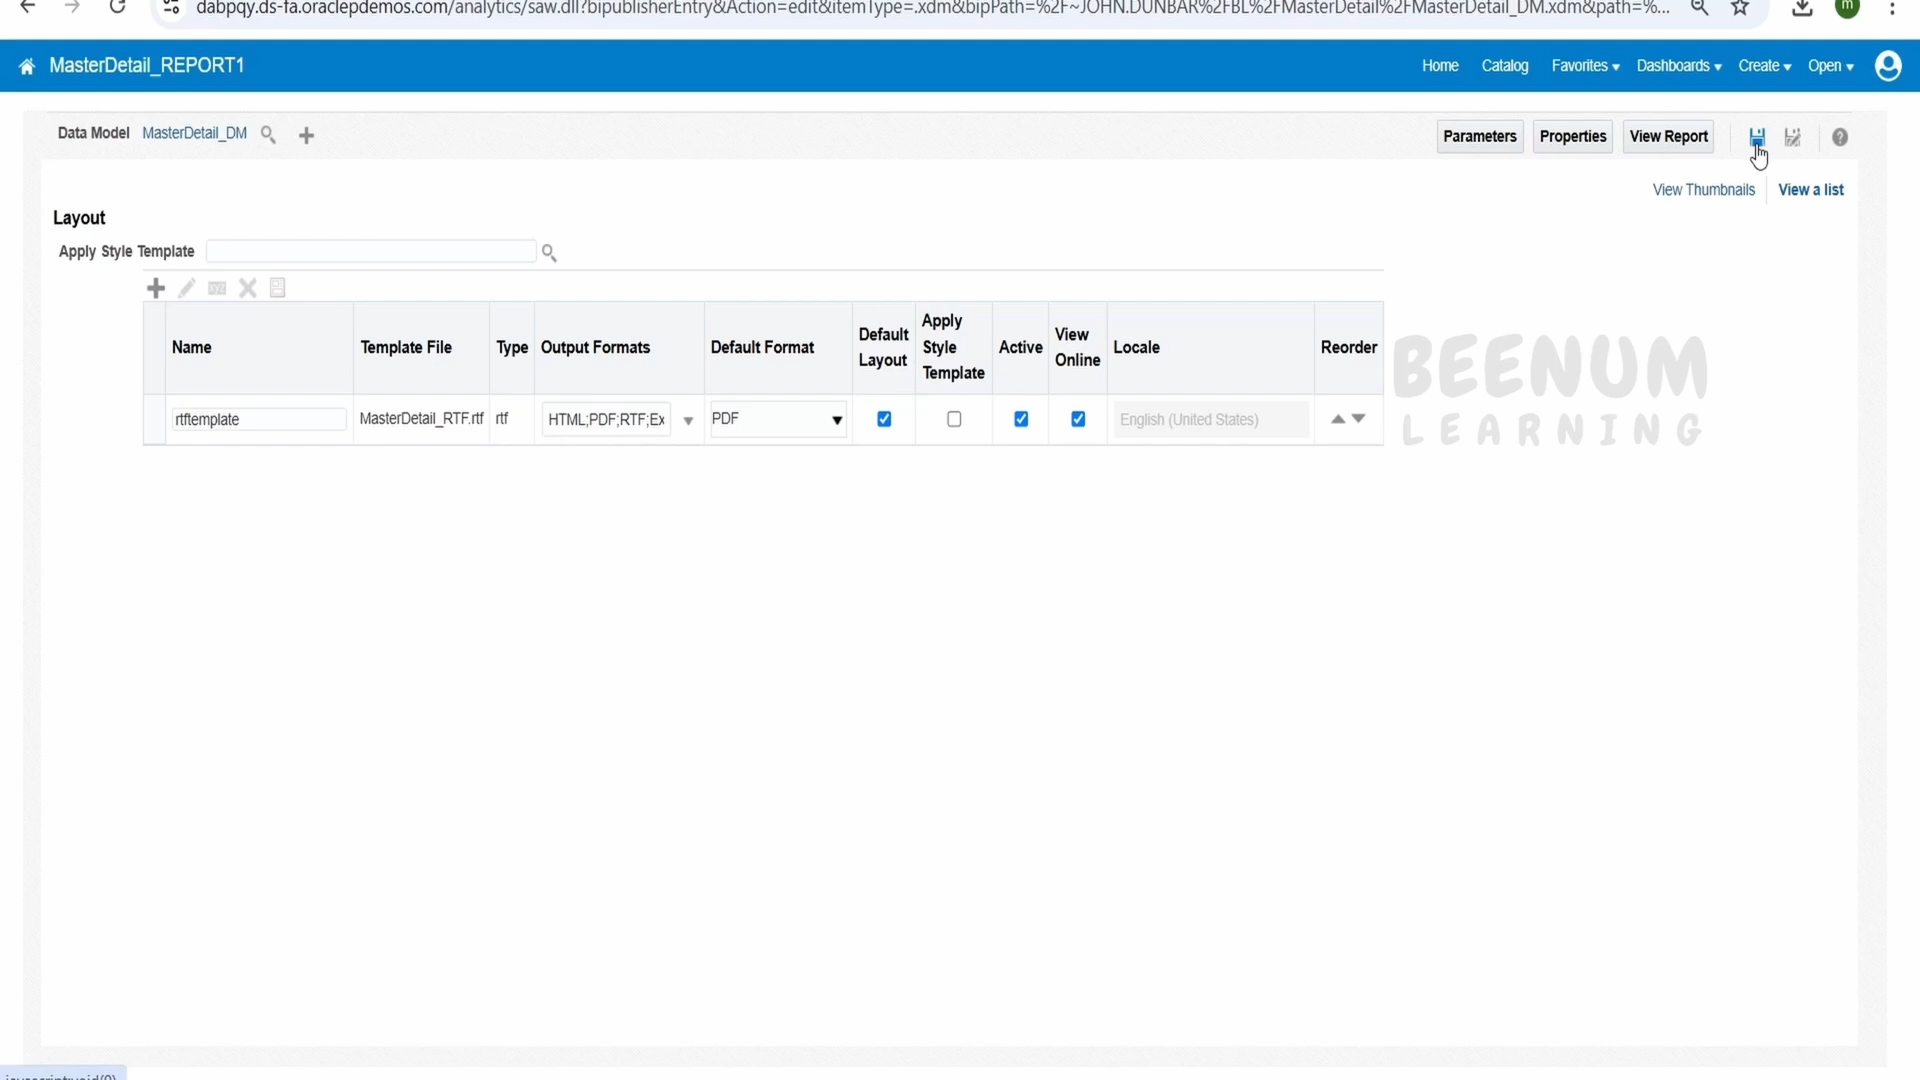 dabpqy.ds-fa.oraclepdemos.com/analytics/saw.dll?bipublisherEntry&Action=edit&itemType=.xdm&bipPath=%2F~JOHN.DUNBAR%2FBL%2FMasterDetail%2FMasterDetail_DM.xdm&path=%... m
MasterDetail_REPORT1 Home Catalog Favorites Dashboards Create Open
Data Model MasterDetail_DM Parameters Properties View Report ?
View Thumbnails View a list
Layout
Apply Style Template
xyz
Name Template File Type Output Formats Default Format Default Layout Apply Style Template Active View Online Locale Reorder
rtftemplate MasterDetail_RTF.rtf rtf HTML;PDF;RTF;Ex PDF English (United States)
BEENUM
LEARNING